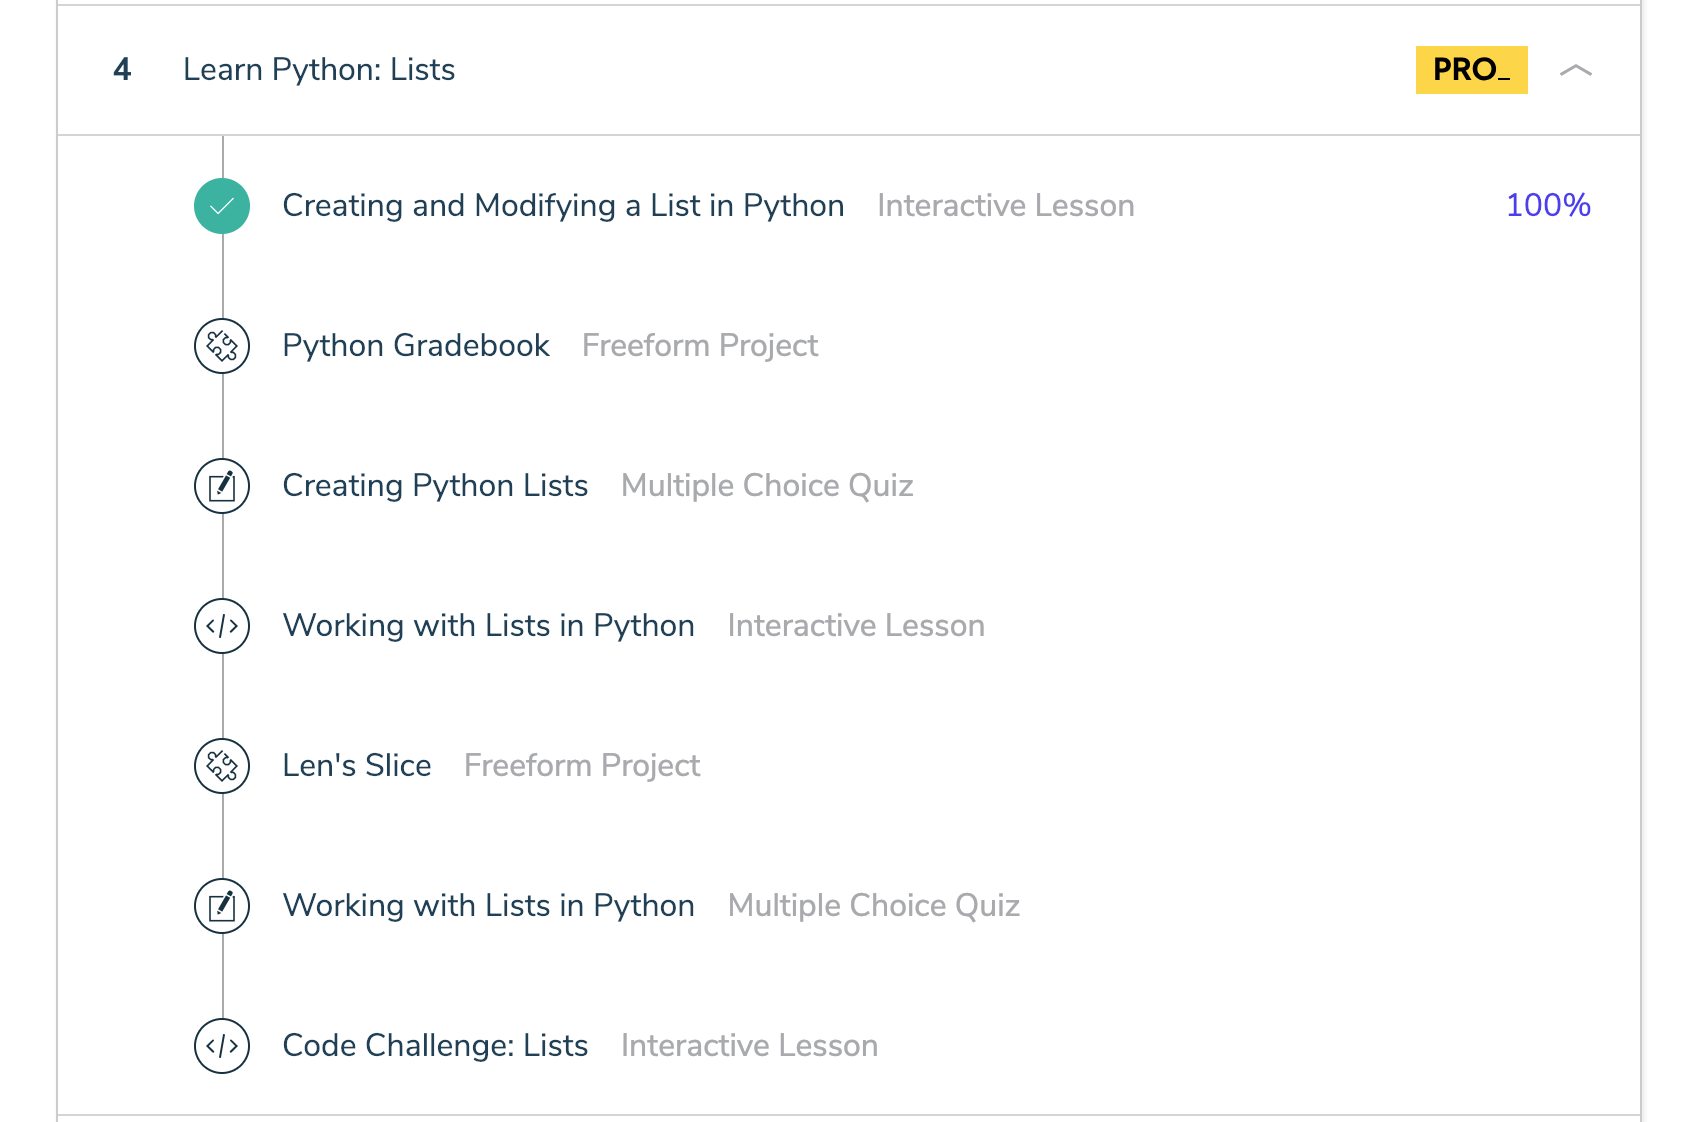 4 Learn Python: Lists PRO_
Creating and Modifying a List in Python Interactive Lesson 100%
Python Gradebook Freeform Project
Creating Python Lists Multiple Choice Quiz
Working with Lists in Python Interactive Lesson
Len's Slice Freeform Project
Working with Lists in Python Multiple Choice Quiz
Code Challenge: Lists Interactive Lesson